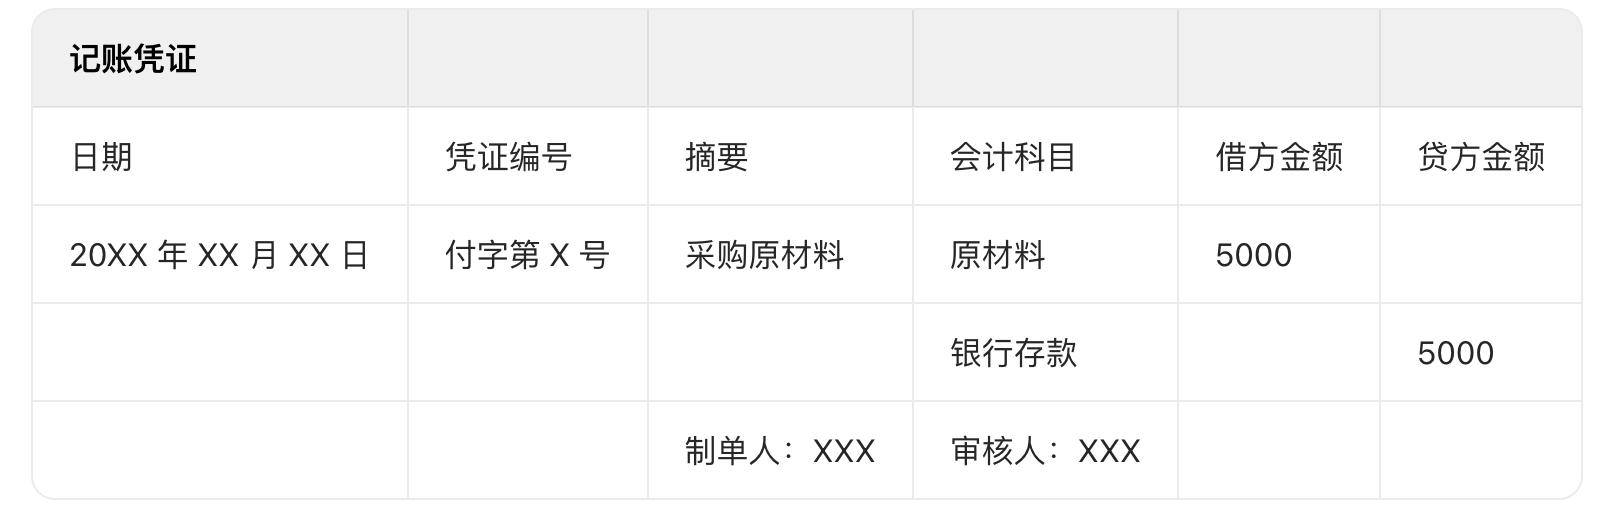 记账凭证
日期 凭证编号 摘要 会计科目 借方金额 贷方金额
20XX 年 XX 月 XX 日 付字第 X 号 采购原材料 原材料 5000
银行存款 5000
制单人：XXX 审核人：XXX